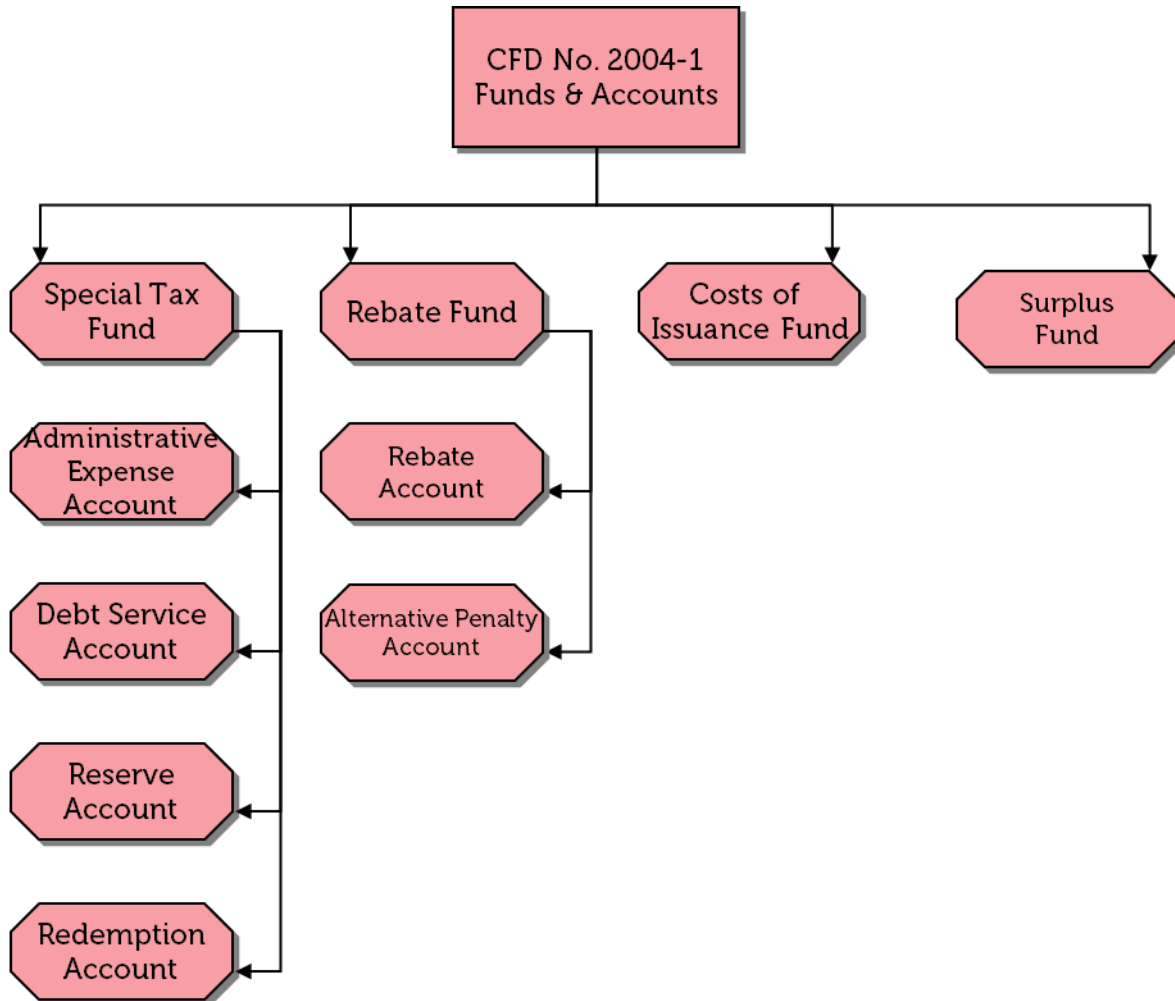 CFD No. 2004-1
Funds & Accounts
Special Tax
Fund
Rebate Fund
Costs of
Issuance Fund
Surplus
Fund
Administrative
Expense
Account
Rebate
Account
Debt Service
Account
Alternative Penalty
Account
Reserve
Account
Redemption
Account